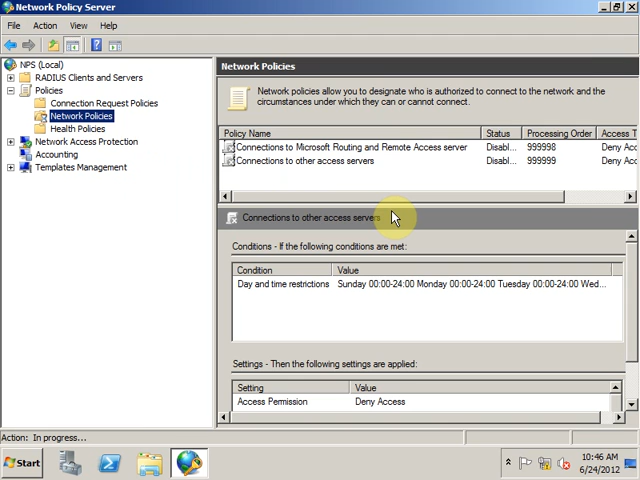 Network Policy Server
File Action View Help
NPS (Local)
RADIUS Clients and Servers
Policies
Connection Request Policies
Network Policies
Health Policies
Network Access Protection
Accounting
Templates Management
Network Policies
Network policies allow you to designate who is authorized to connect to the network and the
circumstances under which they can or cannot connect.
Policy Name Status Processing Order Access T
Connections to Microsoft Routing and Remote Access server Disabl... 999998 Deny Acc
Connections to other access servers Disabl... 999999 Deny Acc
Connections to other access servers
Conditions - If the following conditions are met:
Condition Value
Day and time restrictions Sunday 00:00-24:00 Monday 00:00-24:00 Tuesday 00:00-24:00 Wed...
Settings - Then the following settings are applied:
Setting Value
Access Permission Deny Access
Action: In progress...
Start
10:46 AM
6/24/2012